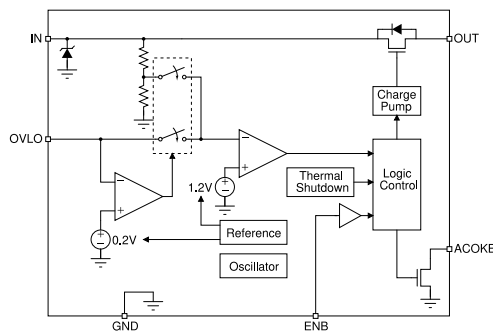 IN
OUT
Charge
Pump
OVLO
Logic
Control
1.2V
Thermal
Shutdown
0.2V
Reference
Oscillator
ACOKB
GND
ENB